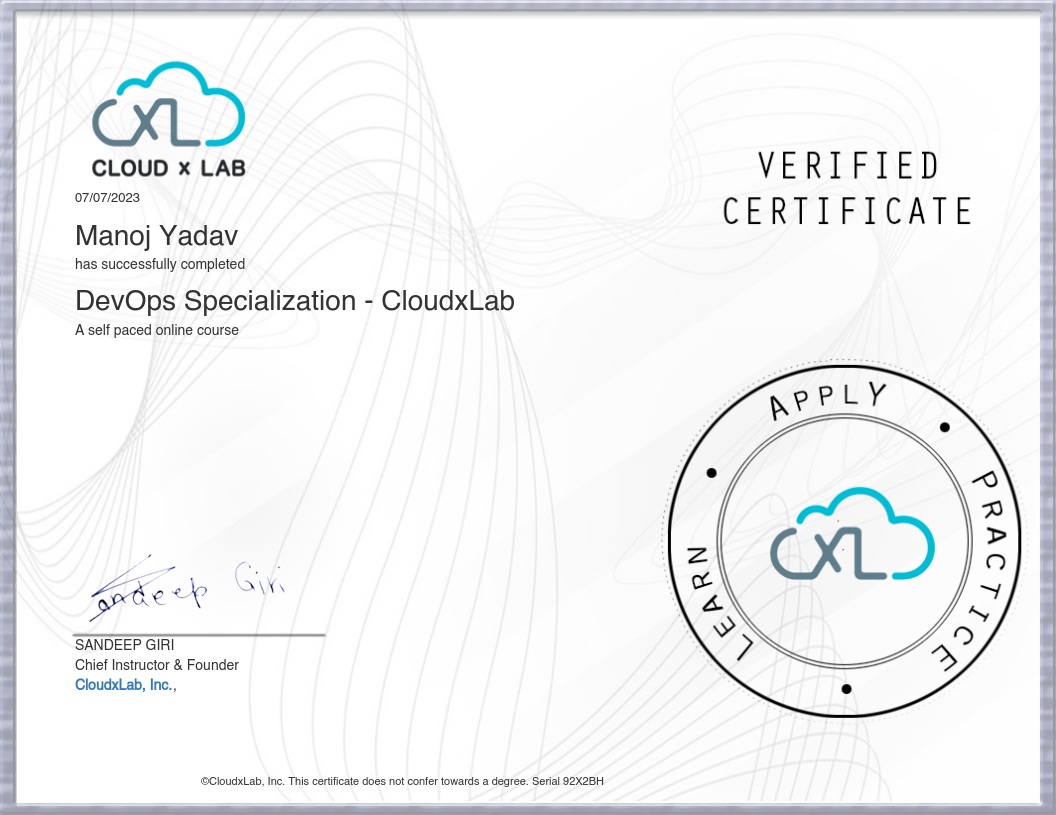 CXL
CLOUD x LAB
07/07/2023
Manoj Yadav
has successfully completed
DevOps Specialization - CloudxLab
A self paced online course
VERIFIED
CERTIFICATE
LEARN
APPLY
PRACTICE
CXL
Sandeep Giri
SANDEEP GIRI
Chief Instructor & Founder
CloudxLab, Inc.,
©CloudxLab, Inc. This certificate does not confer towards a degree. Serial 92X2BH